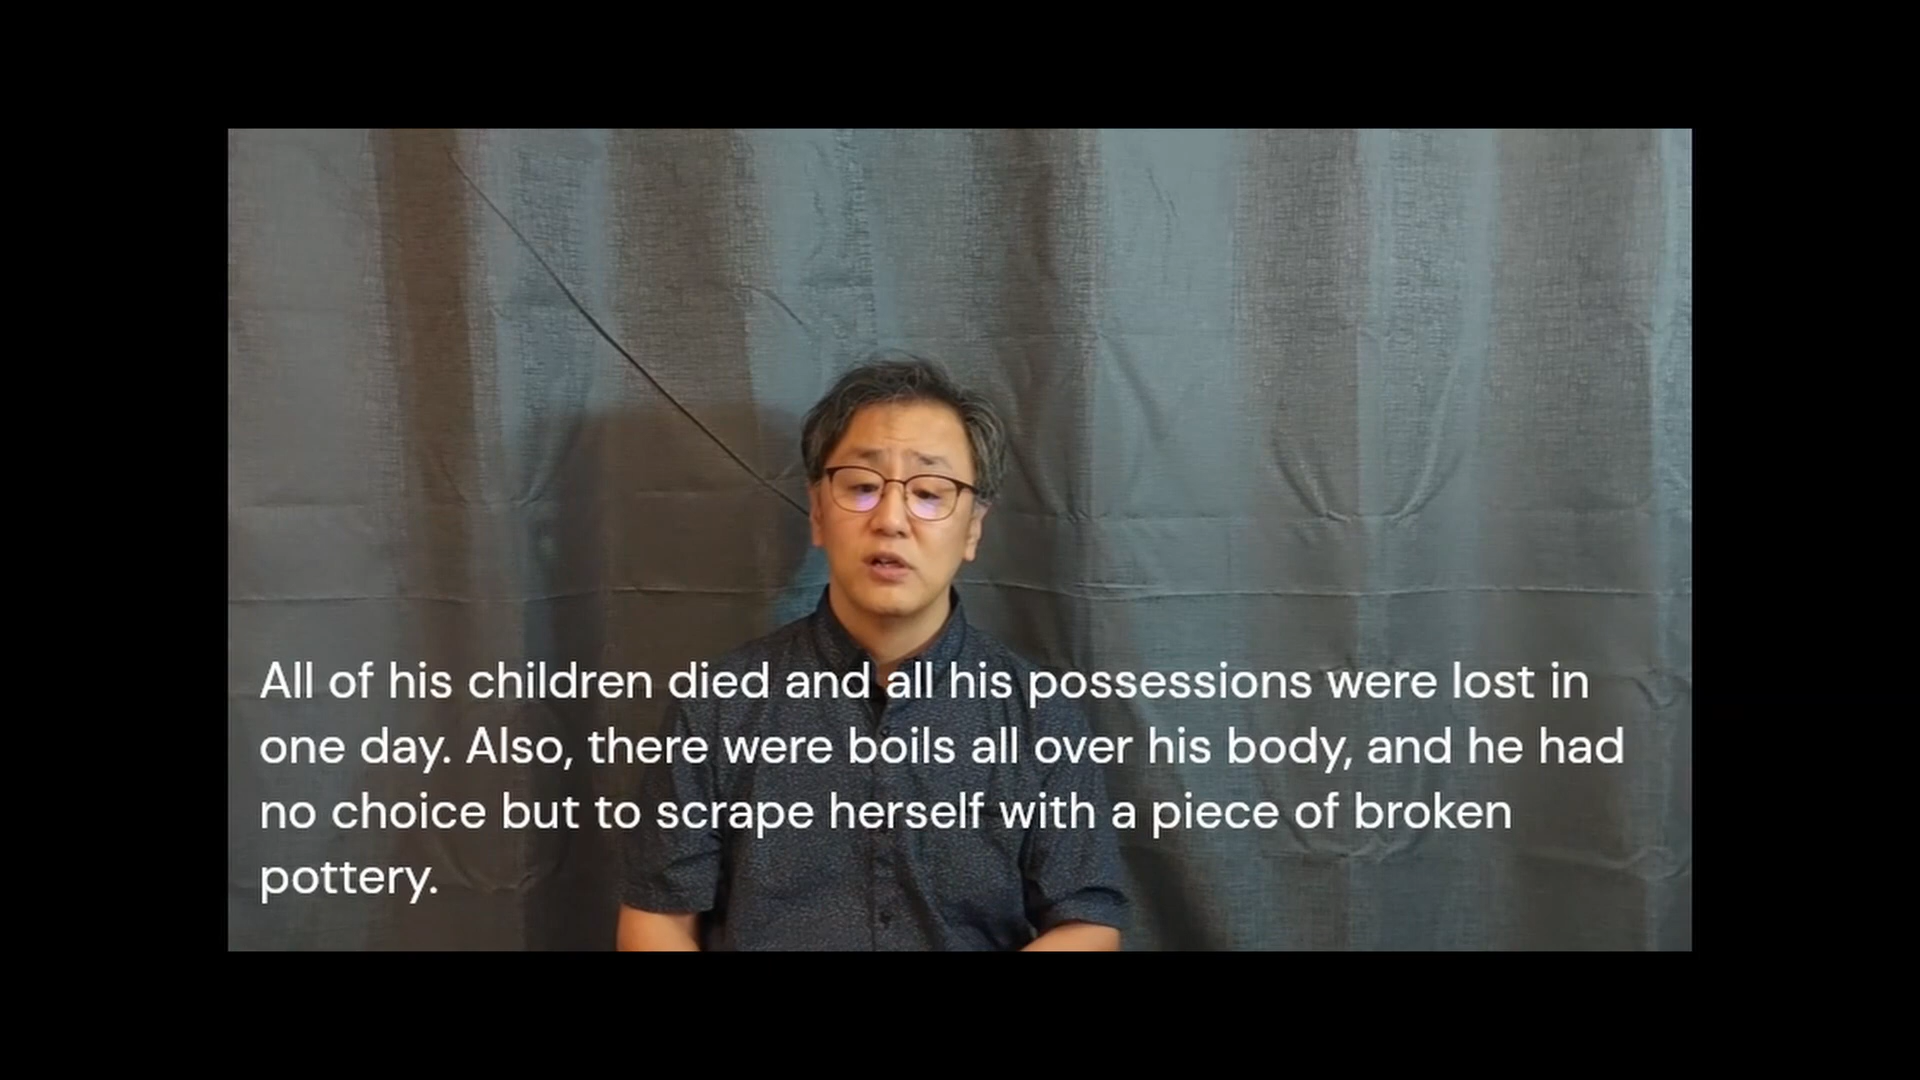 All of his children died and all his possessions were lost in
one day. Also, there were boils all over his body, and he had
no choice but to scrape herself with a piece of broken
pottery.